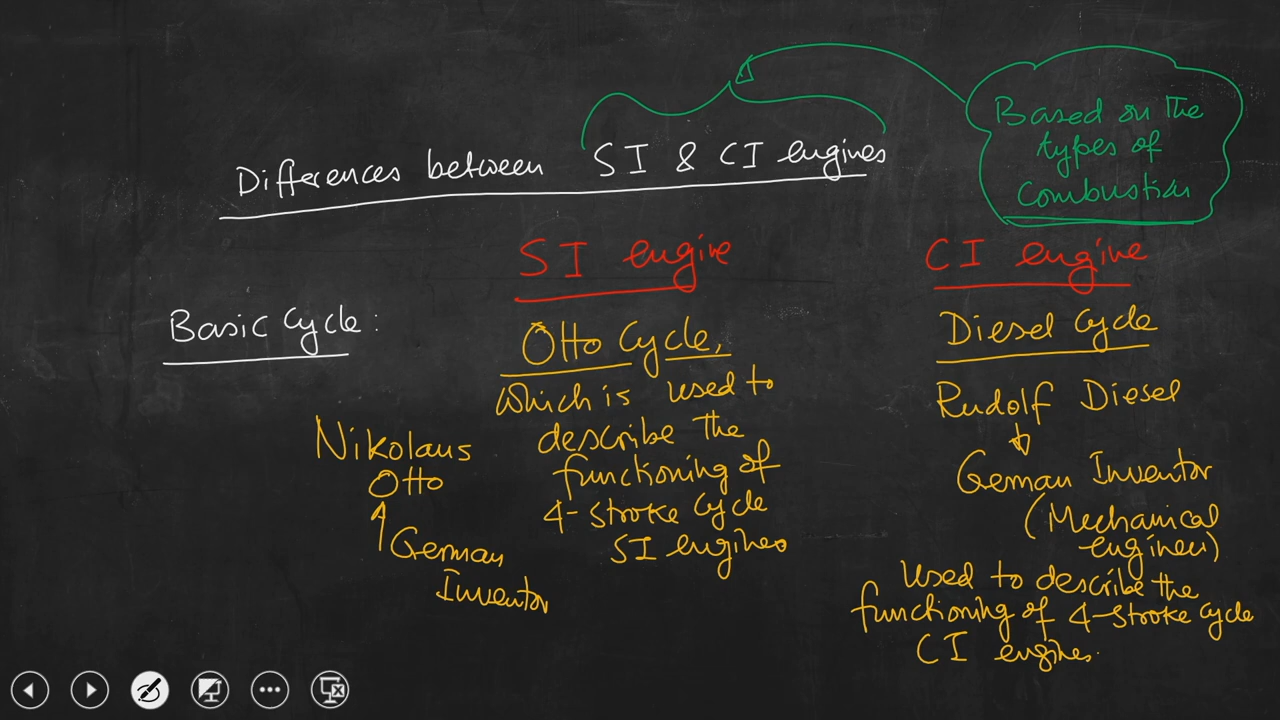 Based on the
types of
Combustion
Differences between SI & CI engines
SI engine
CI engine
Basic Cycle:
Otto Cycle,
which is used to
describe the
functioning of
4-stroke cycle
SI engines
Nikolaus
Otto
German
Inventor
Diesel Cycle
Rudolf Diesel
German Inventor
(Mechanical
engineer)
used to describe the
functioning of 4-stroke cycle
CI engines.